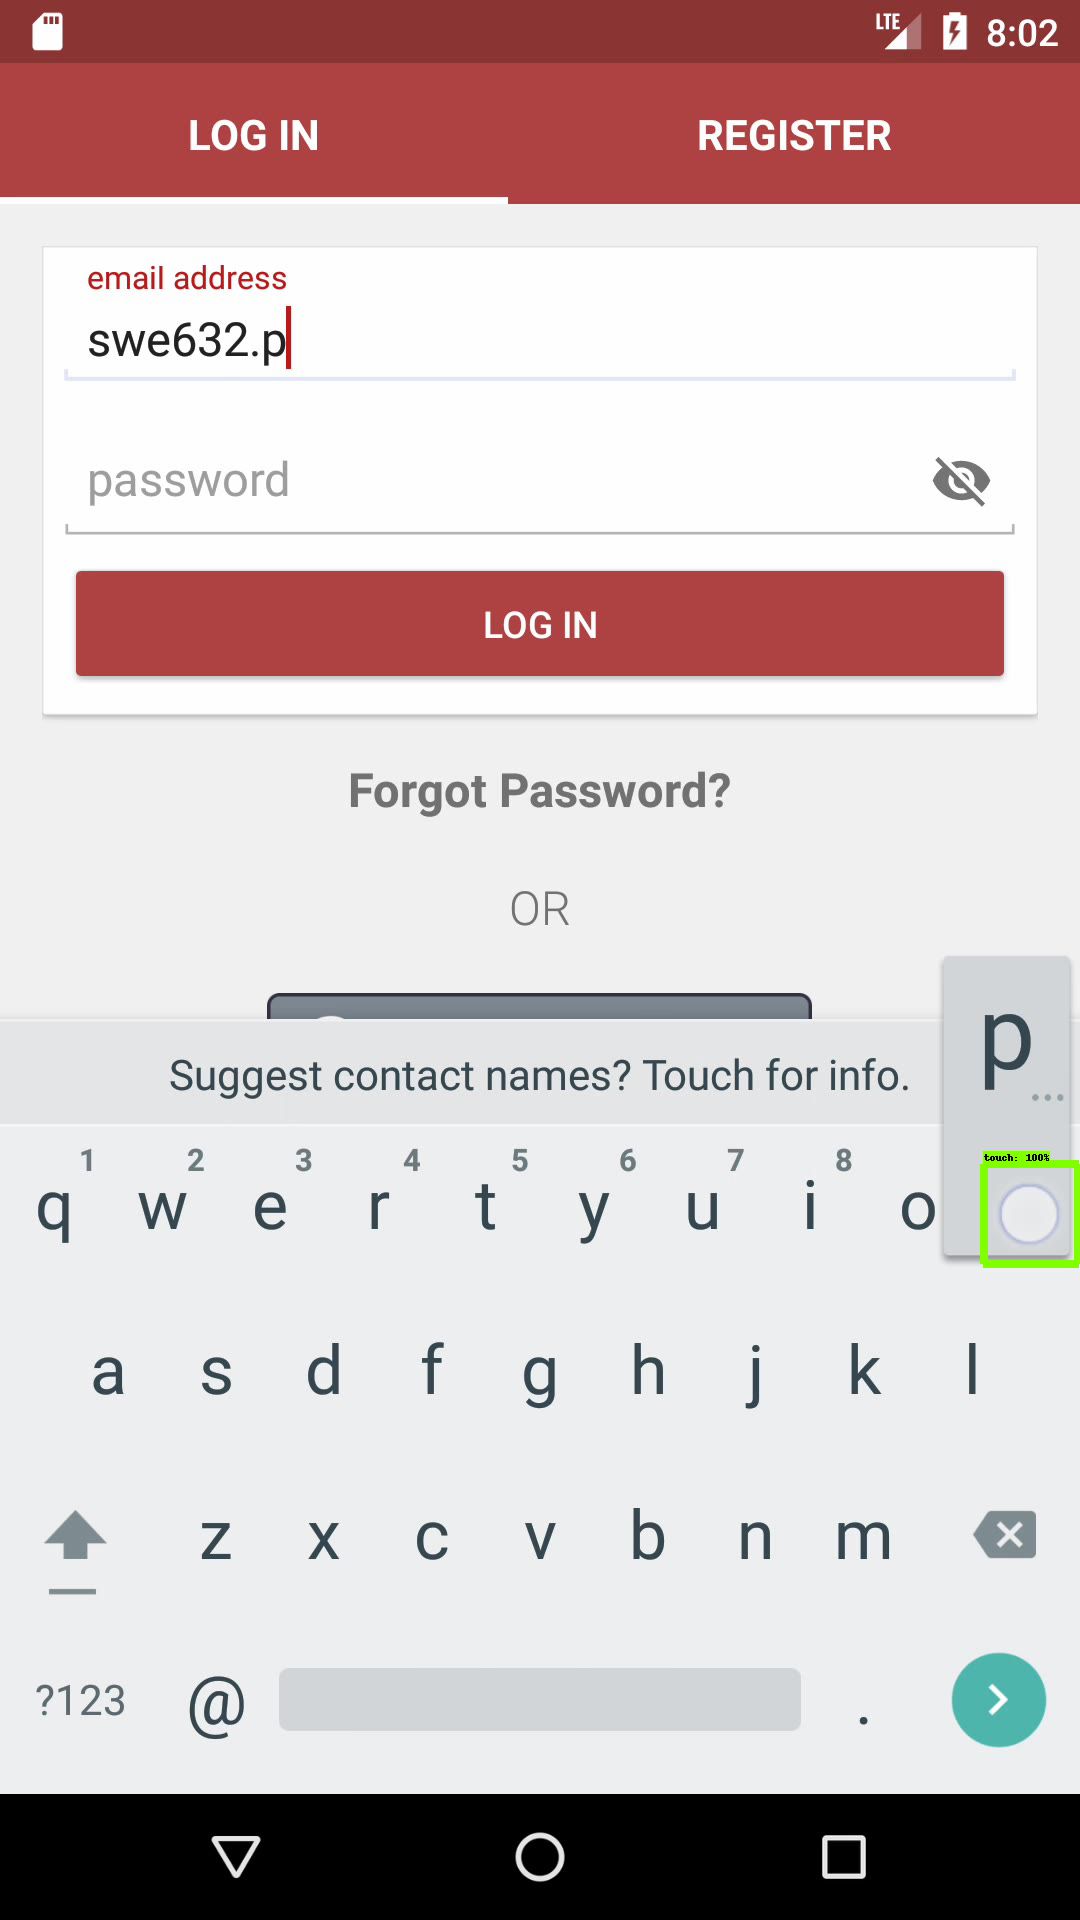 LTE 8:02
LOG IN REGISTER
email address
swe632.p
password
LOG IN
Forgot Password?
OR
Suggest contact names? Touch for info.
p
...
touch: 100%
1 2 3 4 5 6 7 8
q w e r t y u i o
a s d f g h j k l
z x c v b n m
?123 @ .